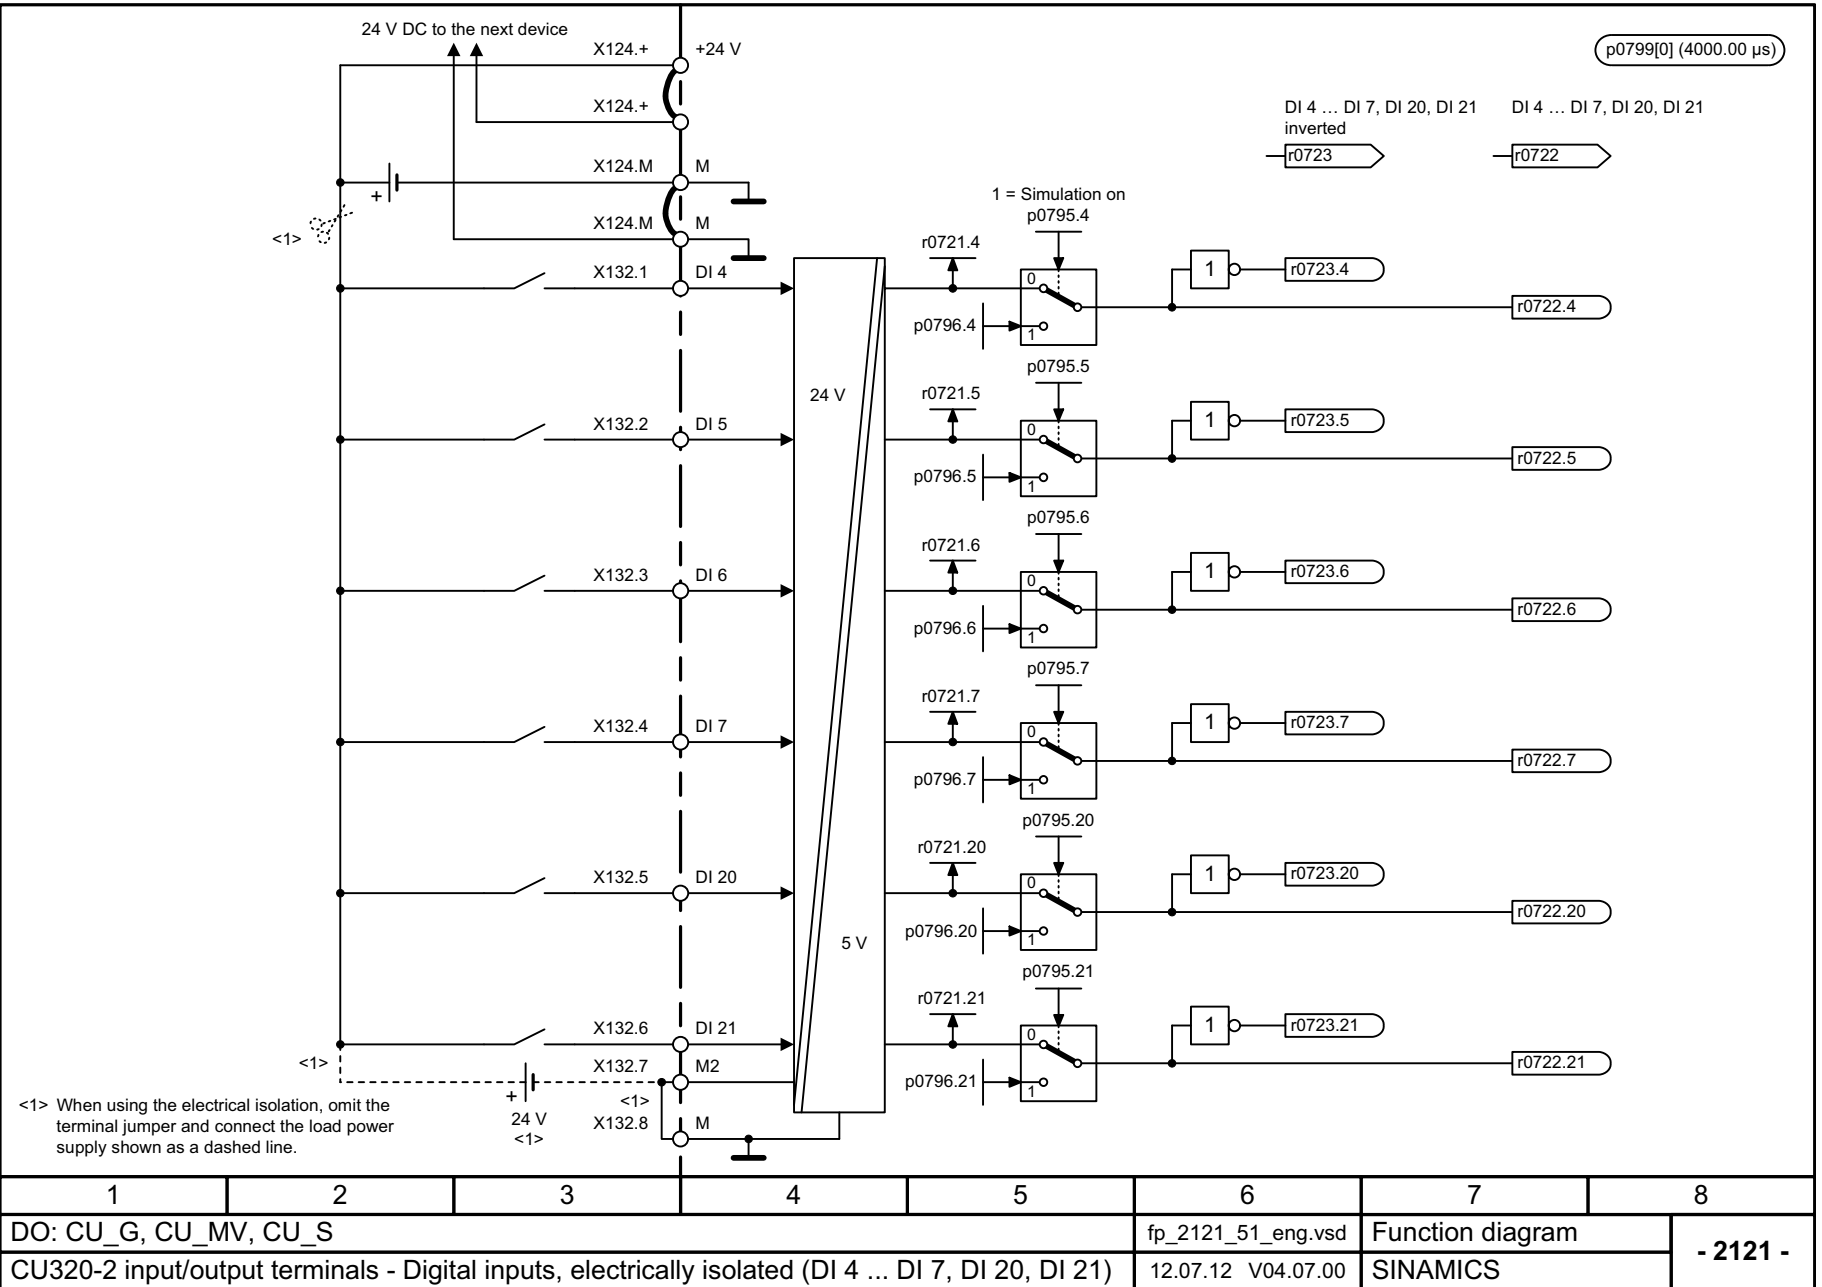 24 V DC to the next device
X124.+
+24 V
p0799[0] (4000.00 µs)
X124.+
DI 4 ... DI 7, DI 20, DI 21
inverted
DI 4 ... DI 7, DI 20, DI 21
r0723
r0722
X124.M
M
+
1 = Simulation on
<1>
X124.M
M
p0795.4
r0721.4
X132.1
DI 4
0
1
r0723.4
r0722.4
p0796.4
1
p0795.5
24 V
r0721.5
X132.2
DI 5
0
1
r0723.5
r0722.5
p0796.5
1
p0795.6
r0721.6
X132.3
DI 6
0
1
r0723.6
r0722.6
p0796.6
1
p0795.7
r0721.7
X132.4
DI 7
0
1
r0723.7
r0722.7
p0796.7
1
p0795.20
r0721.20
X132.5
DI 20
0
1
r0723.20
r0722.20
p0796.20
1
5 V
p0795.21
r0721.21
X132.6
DI 21
0
1
r0723.21
r0722.21
p0796.21
1
<1>
X132.7
M2
+
24 V
<1>
<1>
X132.8
M
<1> When using the electrical isolation, omit the
terminal jumper and connect the load power
supply shown as a dashed line.
1 2 3 4 5 6 7 8
DO: CU_G, CU_MV, CU_S
fp_2121_51_eng.vsd
Function diagram
- 2121 -
CU320-2 input/output terminals - Digital inputs, electrically isolated (DI 4 ... DI 7, DI 20, DI 21)
12.07.12 V04.07.00
SINAMICS